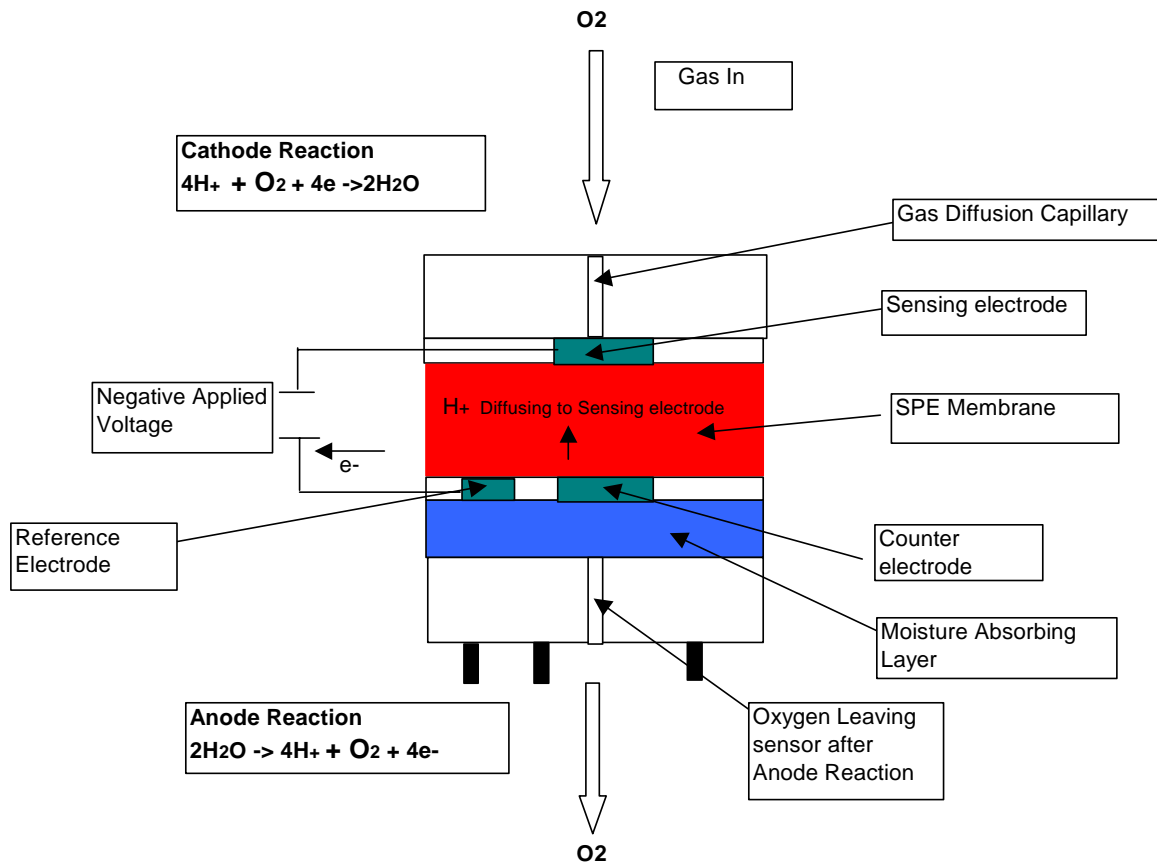 O2
Gas In
Cathode Reaction
4H+ + O2 + 4e ->2H2O
Gas Diffusion Capillary
Sensing electrode
Negative Applied
Voltage
H+ Diffusing to Sensing electrode
SPE Membrane
e-
Reference
Electrode
Counter
electrode
Moisture Absorbing
Layer
Anode Reaction
2H2O -> 4H+ + O2 + 4e-
Oxygen Leaving
sensor after
Anode Reaction
O2